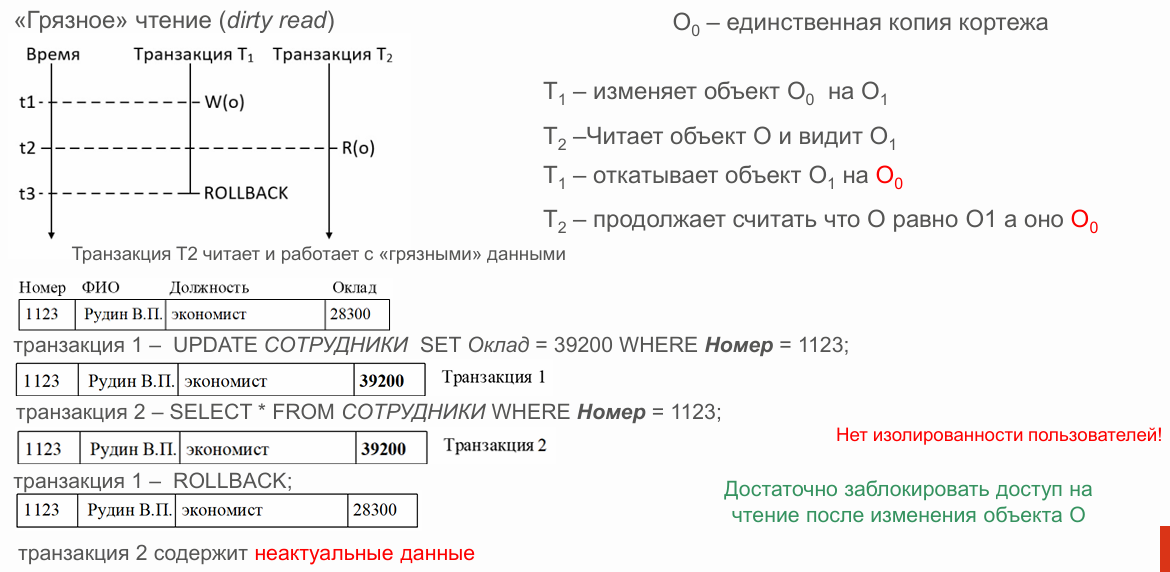 «Грязное» чтение (dirty read)
Время Транзакция T₁ Транзакция T₂
t1 W(o)
t2 R(o)
t3 ROLLBACK
Транзакция T2 читает и работает с «грязными» данными
O₀ – единственная копия кортежа
T₁ – изменяет объект O₀ на O₁
T₂ –Читает объект О и видит O₁
T₁ – откатывает объект O₁ на O₀
T₂ – продолжает считать что О равно О1 а оно O₀
Номер ФИО Должность Оклад
1123 Рудин В.П. экономист 28300
транзакция 1 – UPDATE СОТРУДНИКИ SET Оклад = 39200 WHERE Номер = 1123;
1123 Рудин В.П. экономист 39200 Транзакция 1
транзакция 2 – SELECT * FROM СОТРУДНИКИ WHERE Номер = 1123;
1123 Рудин В.П. экономист 39200 Транзакция 2
транзакция 1 – ROLLBACK;
1123 Рудин В.П. экономист 28300
транзакция 2 содержит неактуальные данные
Нет изолированности пользователей!
Достаточно заблокировать доступ на
чтение после изменения объекта О